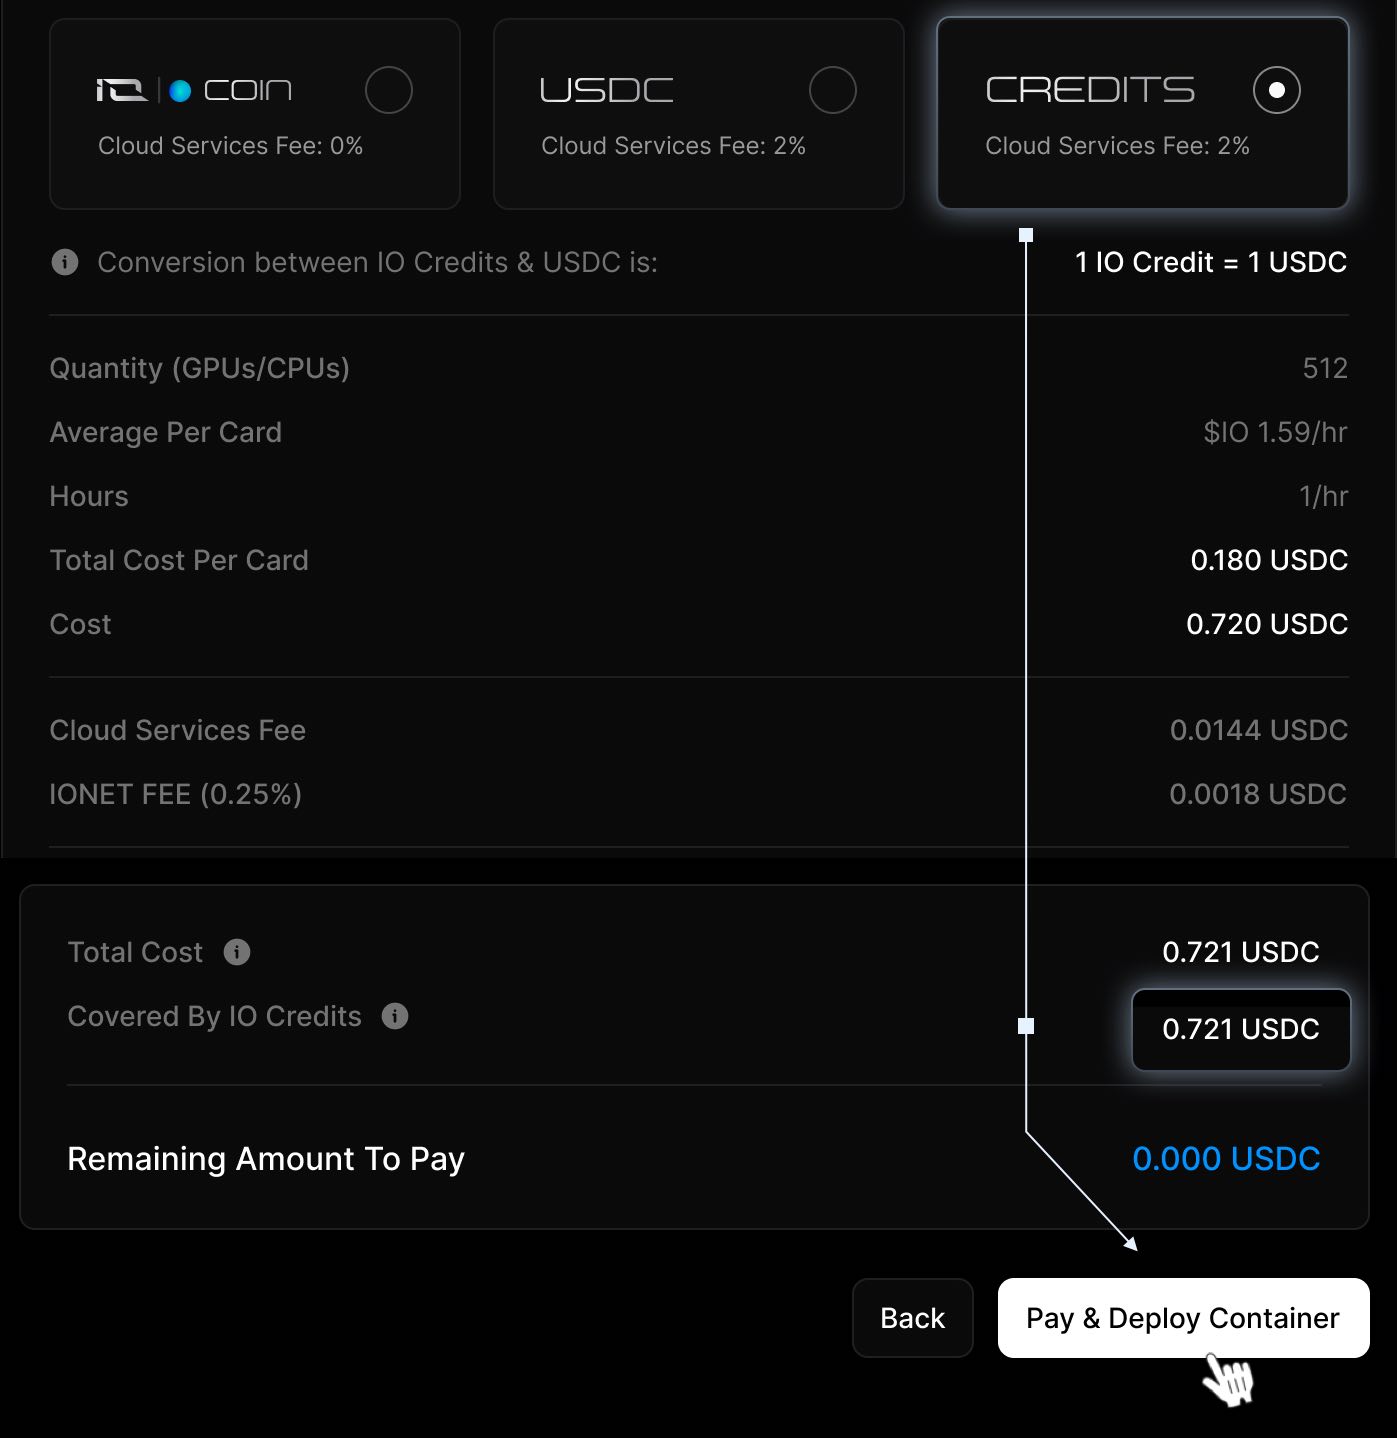 IO | COIN
Cloud Services Fee: 0%
USDC
Cloud Services Fee: 2%
CREDITS
Cloud Services Fee: 2%
Conversion between IO Credits & USDC is: 1 IO Credit = 1 USDC
Quantity (GPUs/CPUs) 512
Average Per Card $IO 1.59/hr
Hours 1/hr
Total Cost Per Card 0.180 USDC
Cost 0.720 USDC
Cloud Services Fee 0.0144 USDC
IONET FEE (0.25%) 0.0018 USDC
Total Cost 0.721 USDC
Covered By IO Credits 0.721 USDC
Remaining Amount To Pay 0.000 USDC
Back Pay & Deploy Container